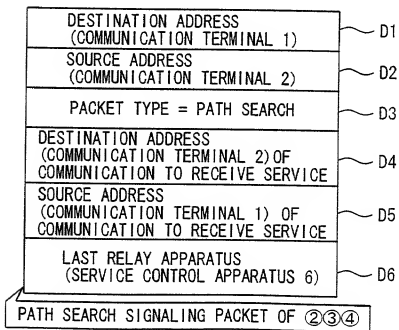 DESTINATION ADDRESS
(COMMUNICATION TERMINAL 1)
D1
SOURCE ADDRESS
(COMMUNICATION TERMINAL 2)
D2
PACKET TYPE = PATH SEARCH
D3
DESTINATION ADDRESS
(COMMUNICATION TERMINAL 2) OF
COMMUNICATION TO RECEIVE SERVICE
D4
SOURCE ADDRESS
(COMMUNICATION TERMINAL 1) OF
COMMUNICATION TO RECEIVE SERVICE
D5
LAST RELAY APPARATUS
(SERVICE CONTROL APPARATUS 6)
D6
PATH SEARCH SIGNALING PACKET OF ②③④